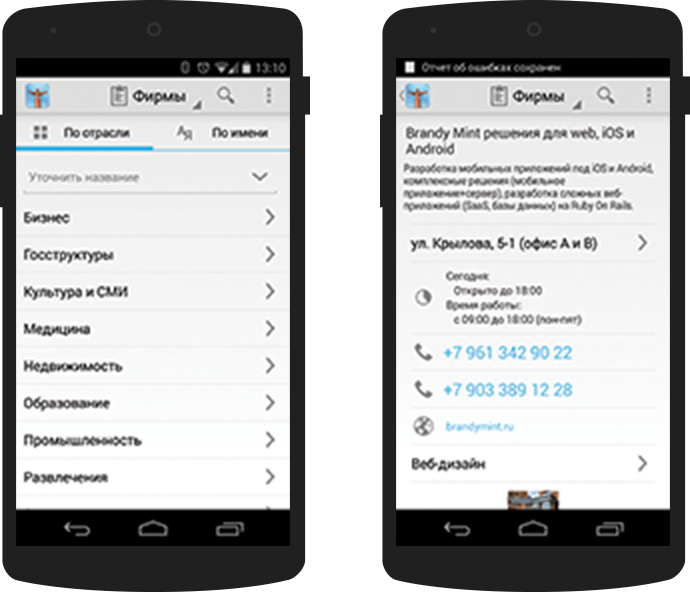 13:10
Фирмы
По отрасли
Ая По имени
Уточнить название
Бизнес
Госструктуры
Культура и СМИ
Медицина
Недвижимость
Образование
Промышленность
Развлечения
Отчет об ошибках сохранен
Фирмы
Brandy Mint решения для web, iOS и
Android
Разработка мобильных приложений под iOS и Android,
комплексные решения (мобильное
приложение+сервер), разработка сложных веб-
приложений (SaaS, базы данных) на Ruby On Rails.
ул. Крылова, 5-1 (офис А и В)
Сегодня:
Открыто до 18:00
Время работы:
с 09:00 до 18:00 (пон-пят)
+7 961 342 90 22
+7 903 389 12 28
brandymint.ru
Веб-дизайн